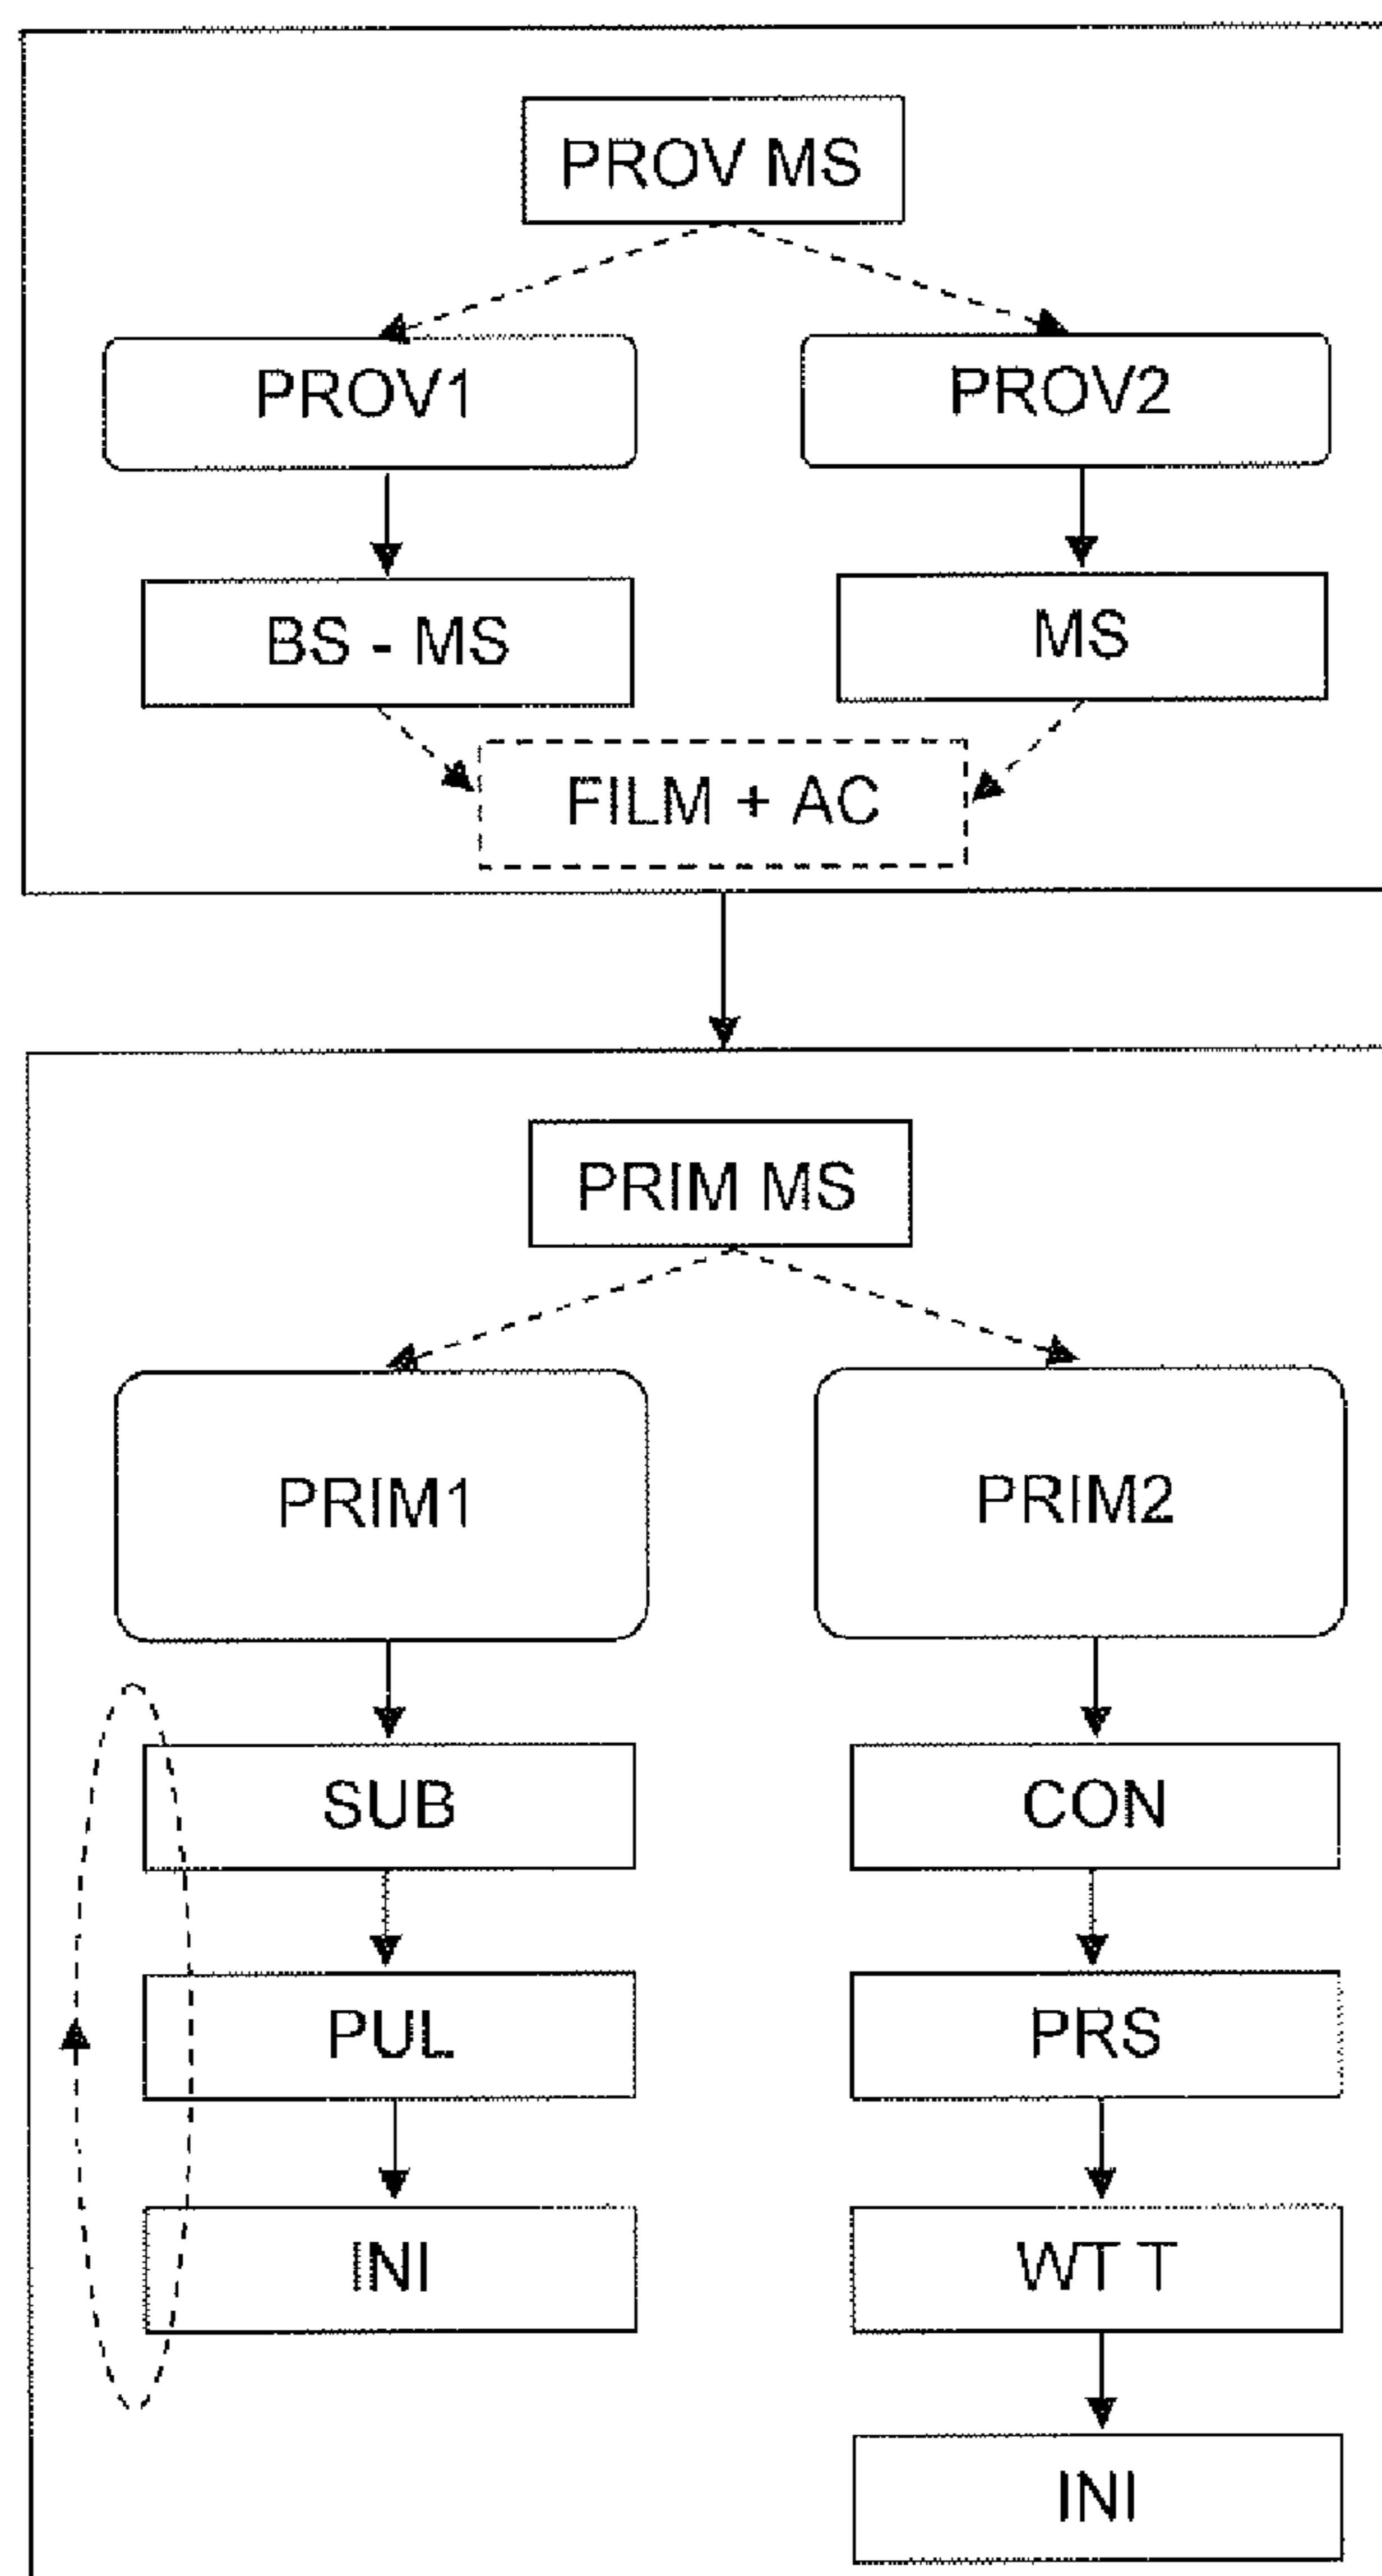 PROV MS
PROV1
PROV2
BS - MS
MS
FILM + AC
PRIM MS
PRIM1
PRIM2
SUB
CON
PUL
PRS
INI
WT T
INI